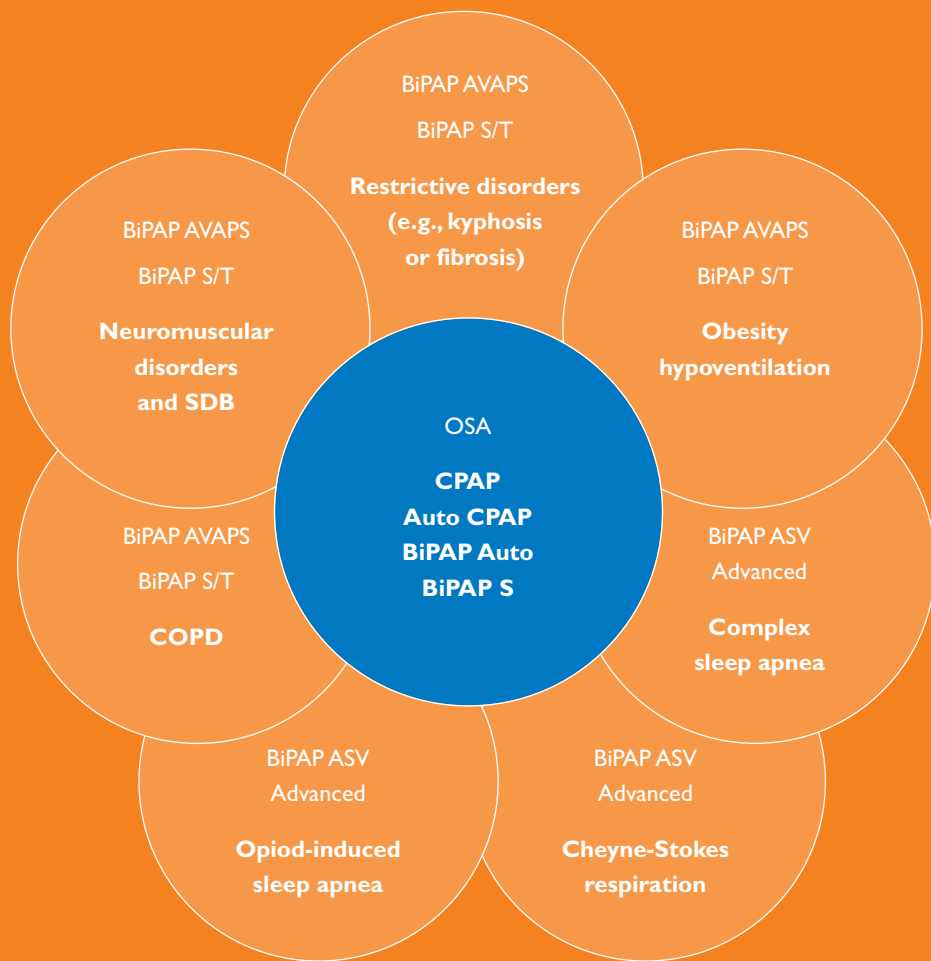 BiPAP AVAPS
BiPAP S/T
Restrictive disorders
(e.g., kyphosis
or fibrosis)
BiPAP AVAPS
BiPAP S/T
Neuromuscular
disorders
and SDB
BiPAP AVAPS
BiPAP S/T
Obesity
hypoventilation
OSA
CPAP
Auto CPAP
BiPAP Auto
BiPAP S
BiPAP AVAPS
BiPAP S/T
COPD
BiPAP ASV
Advanced
Complex
sleep apnea
BiPAP ASV
Advanced
Opiod-induced
sleep apnea
BiPAP ASV
Advanced
Cheyne-Stokes
respiration